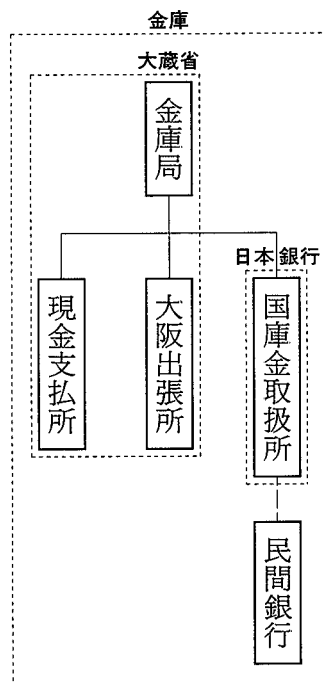 金庫
大蔵省
金庫局
日本銀行
現金支払所
大阪出張所
国庫金取扱所
民間銀行